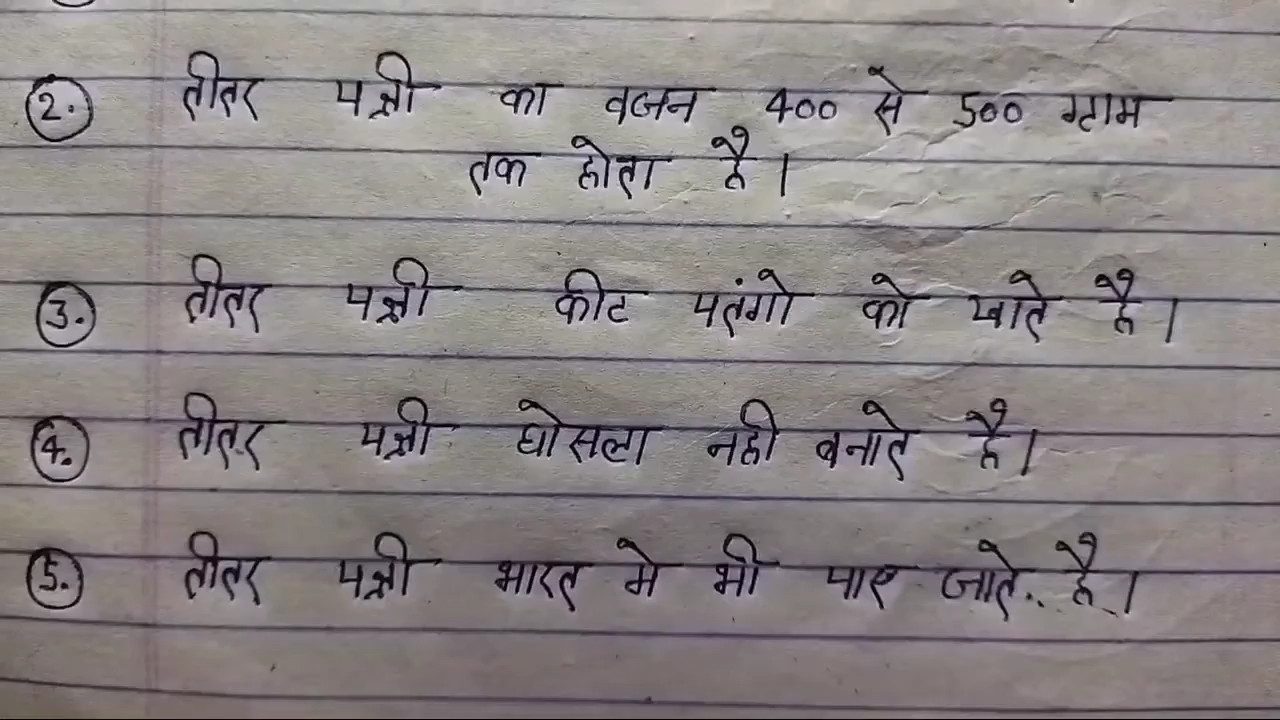 2. तीतर पक्षी का वजन 400 से 500 ग्राम
तक होता है।
3. तीतर पक्षी कीट पतंगो को खाते है।
4. तीतर पक्षी घोसला नही बनाते है।
5. तीतर पक्षी भारत मे भी पाए जाते है।